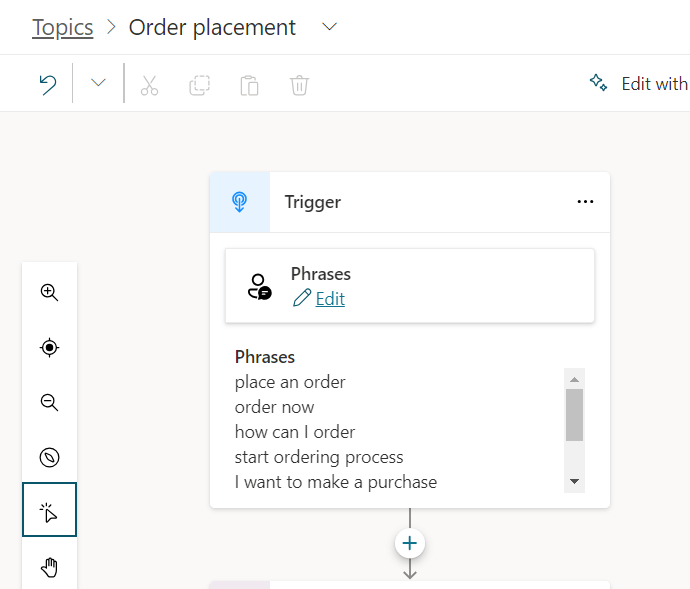 Topics > Order placement
Edit with
Trigger
Phrases
Edit
Phrases
place an order
order now
how can I order
start ordering process
I want to make a purchase